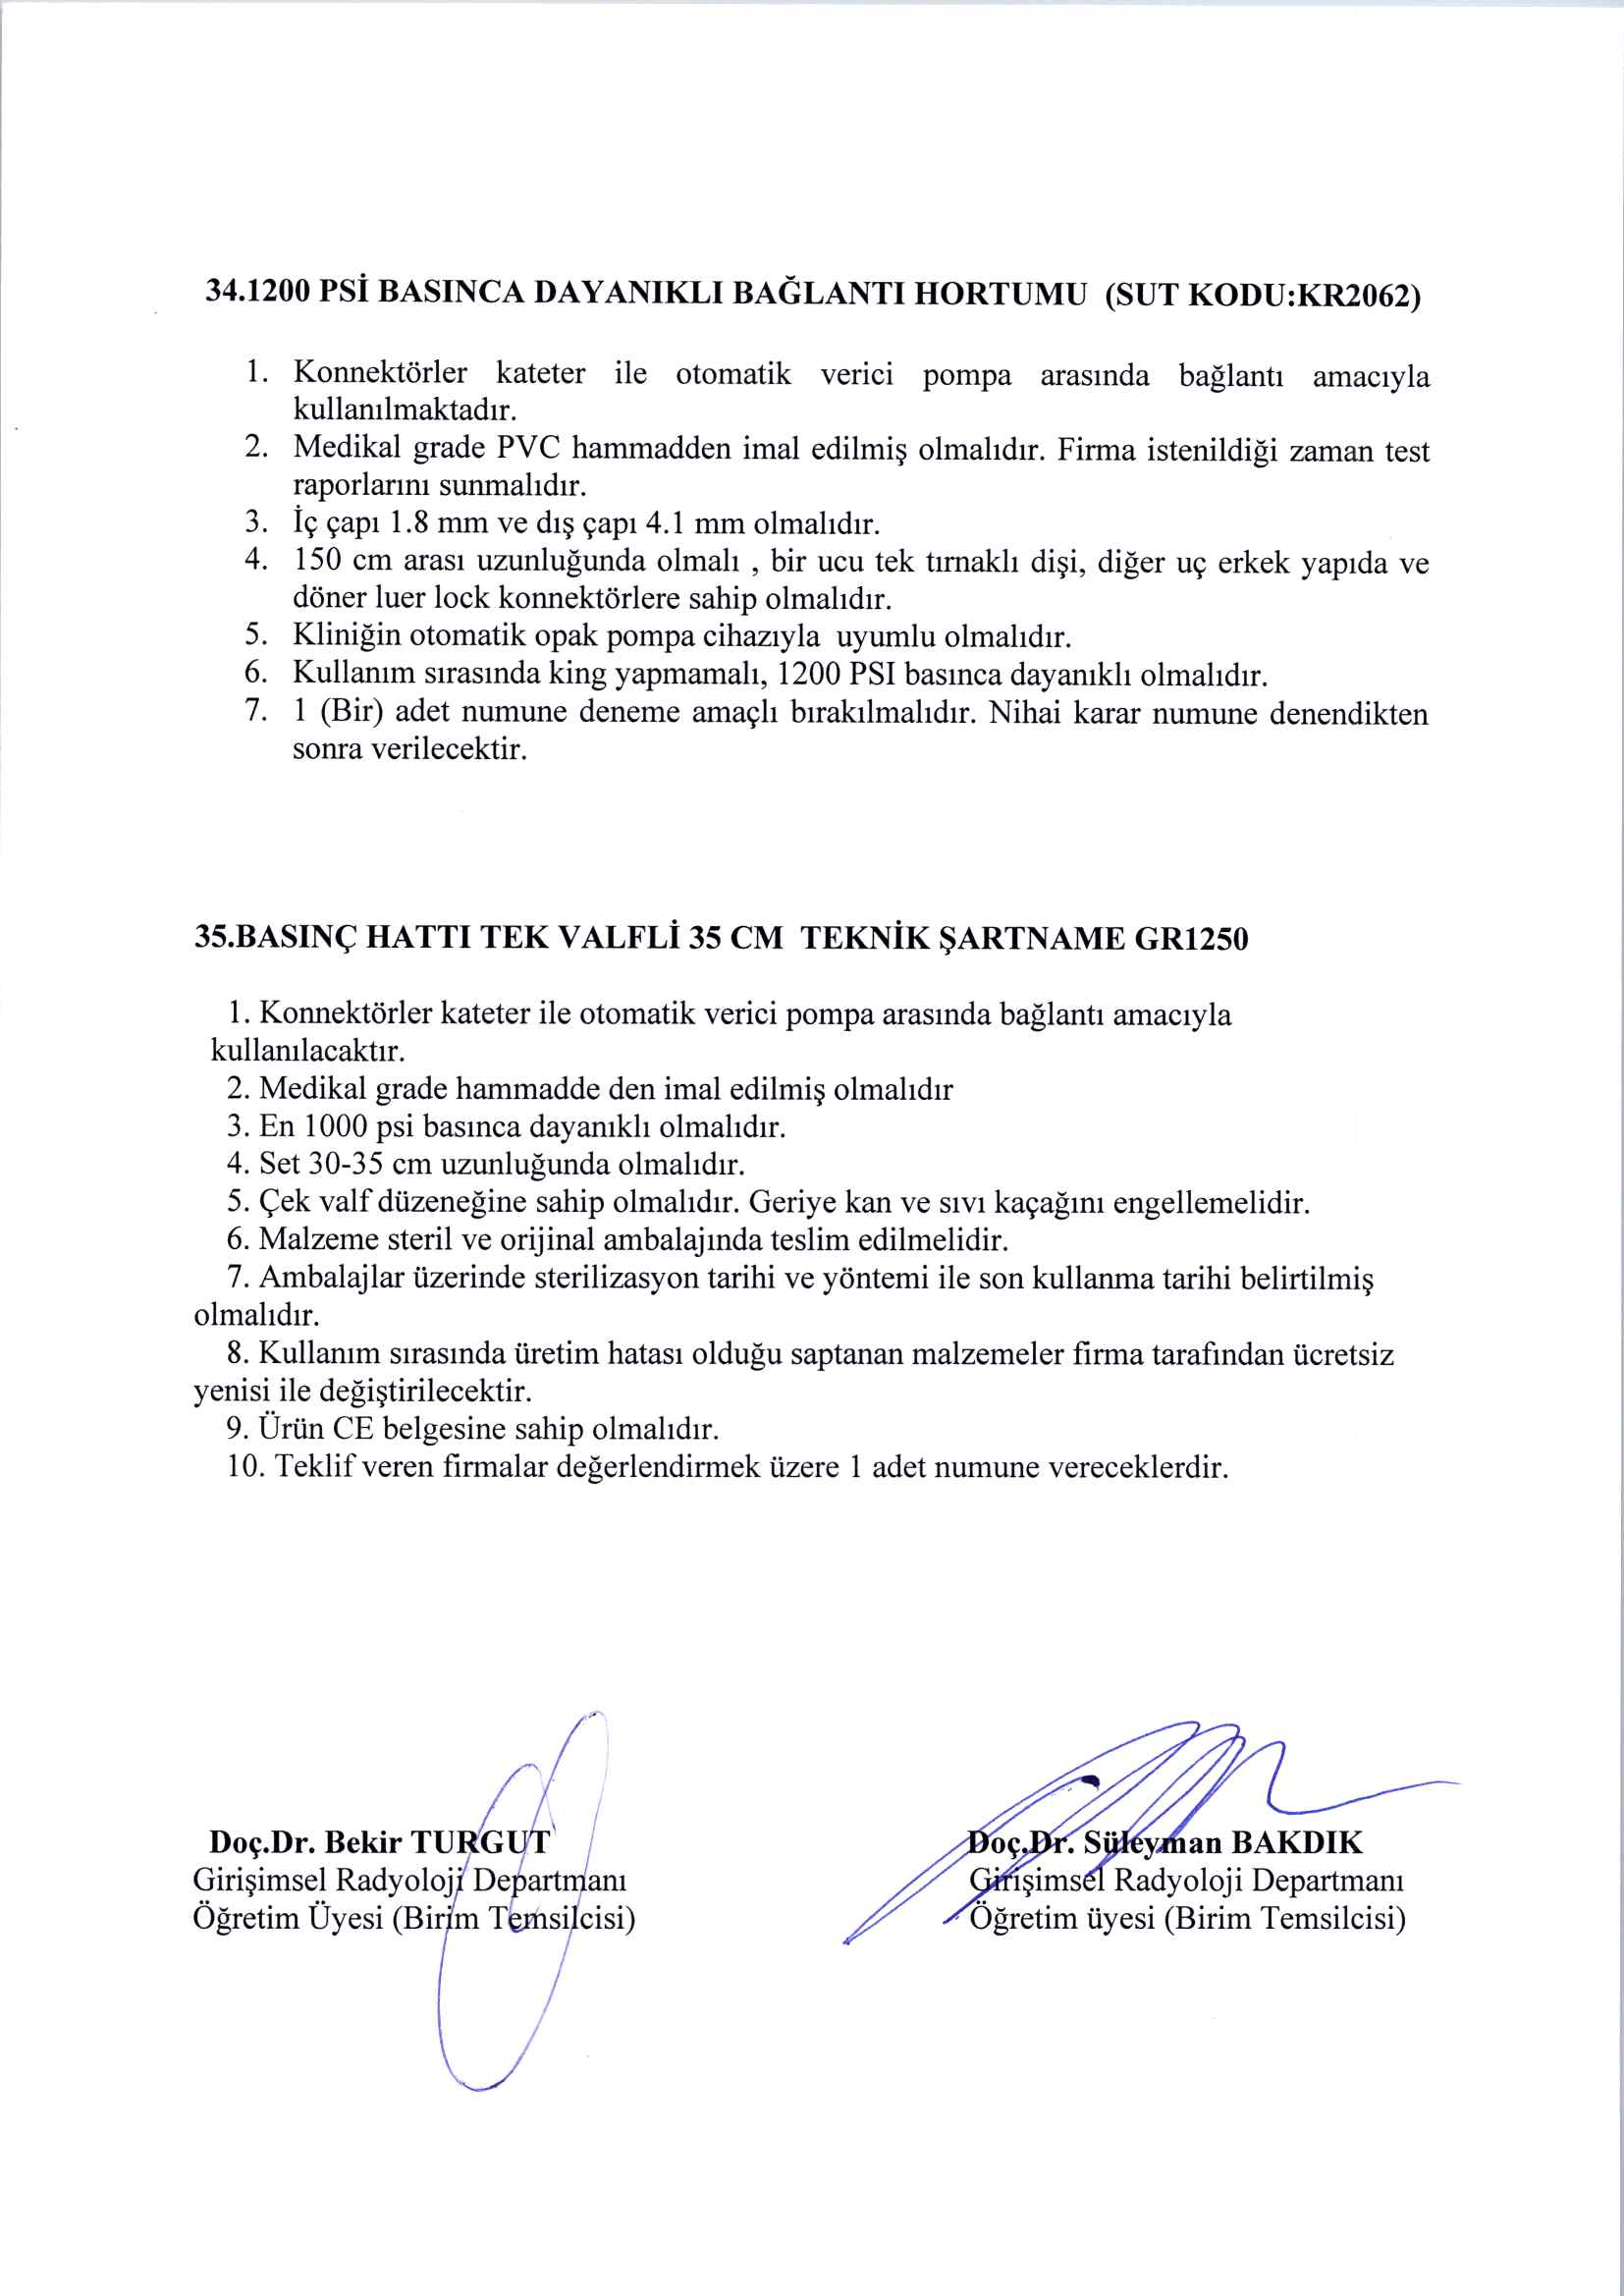 34.1200 PSİ BASINCA DAYANIKLI BAĞLANTI HORTUMU (SUT KODU:KR2062)
1. Konnektörler kateter ile otomatik verici pompa arasında bağlantı amacıyla
kullanılmaktadır.
2. Medikal grade PVC hammadden imal edilmiş olmalıdır. Firma istenildiği zaman test
raporlarını sunmalıdır.
3. İç çapı 1.8 mm ve dış çapı 4.1 mm olmalıdır.
4. 150 cm arası uzunluğunda olmalı , bir ucu tek tırnaklı dişi, diğer uç erkek yapıda ve
döner luer lock konnektörlere sahip olmalıdır.
5. Kliniğin otomatik opak pompa cihazıyla uyumlu olmalıdır.
6. Kullanım sırasında king yapmamalı, 1200 PSI basınca dayanıklı olmalıdır.
7. 1 (Bir) adet numune deneme amaçlı bırakılmalıdır. Nihai karar numune denendikten
sonra verilecektir.
35.BASINÇ HATTI TEK VALFLİ 35 CM TEKNİK ŞARTNAME GR1250
1. Konnektörler kateter ile otomatik verici pompa arasında bağlantı amacıyla
kullanılacaktır.
2. Medikal grade hammadde den imal edilmiş olmalıdır
3. En 1000 psi basınca dayanıklı olmalıdır.
4. Set 30-35 cm uzunluğunda olmalıdır.
5. Çek valf düzeneğine sahip olmalıdır. Geriye kan ve sıvı kaçağını engellemelidir.
6. Malzeme steril ve orijinal ambalajında teslim edilmelidir.
7. Ambalajlar üzerinde sterilizasyon tarihi ve yöntemi ile son kullanma tarihi belirtilmiş
olmalıdır.
8. Kullanım sırasında üretim hatası olduğu saptanan malzemeler firma tarafından ücretsiz
yenisi ile değiştirilecektir.
9. Ürün CE belgesine sahip olmalıdır.
10. Teklif veren firmalar değerlendirmek üzere 1 adet numune vereceklerdir.
Doç.Dr. Bekir TURGUT
Girişimsel Radyoloji Departmanı
Öğretim Üyesi (Birim Temsilcisi)
Doç.Dr. Süleyman BAKDIK
Girişimsel Radyoloji Departmanı
Öğretim üyesi (Birim Temsilcisi)